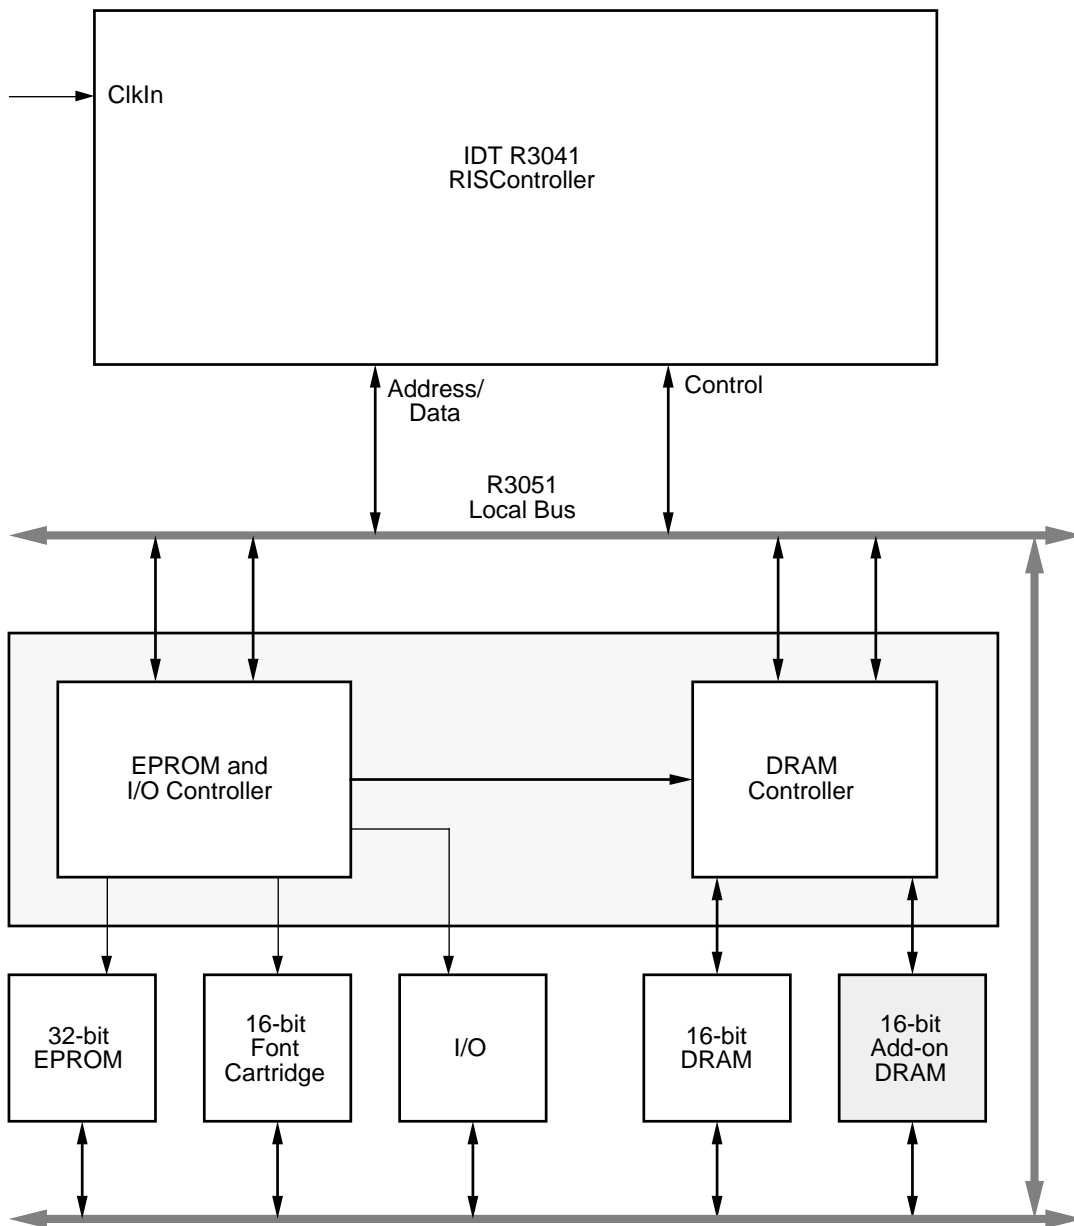 ClkIn
IDT R3041
RISController
Address/
Data
Control
R3051
Local Bus
EPROM and
I/O Controller
DRAM
Controller
32-bit
EPROM
16-bit
Font
Cartridge
I/O
16-bit
DRAM
16-bit
Add-on
DRAM